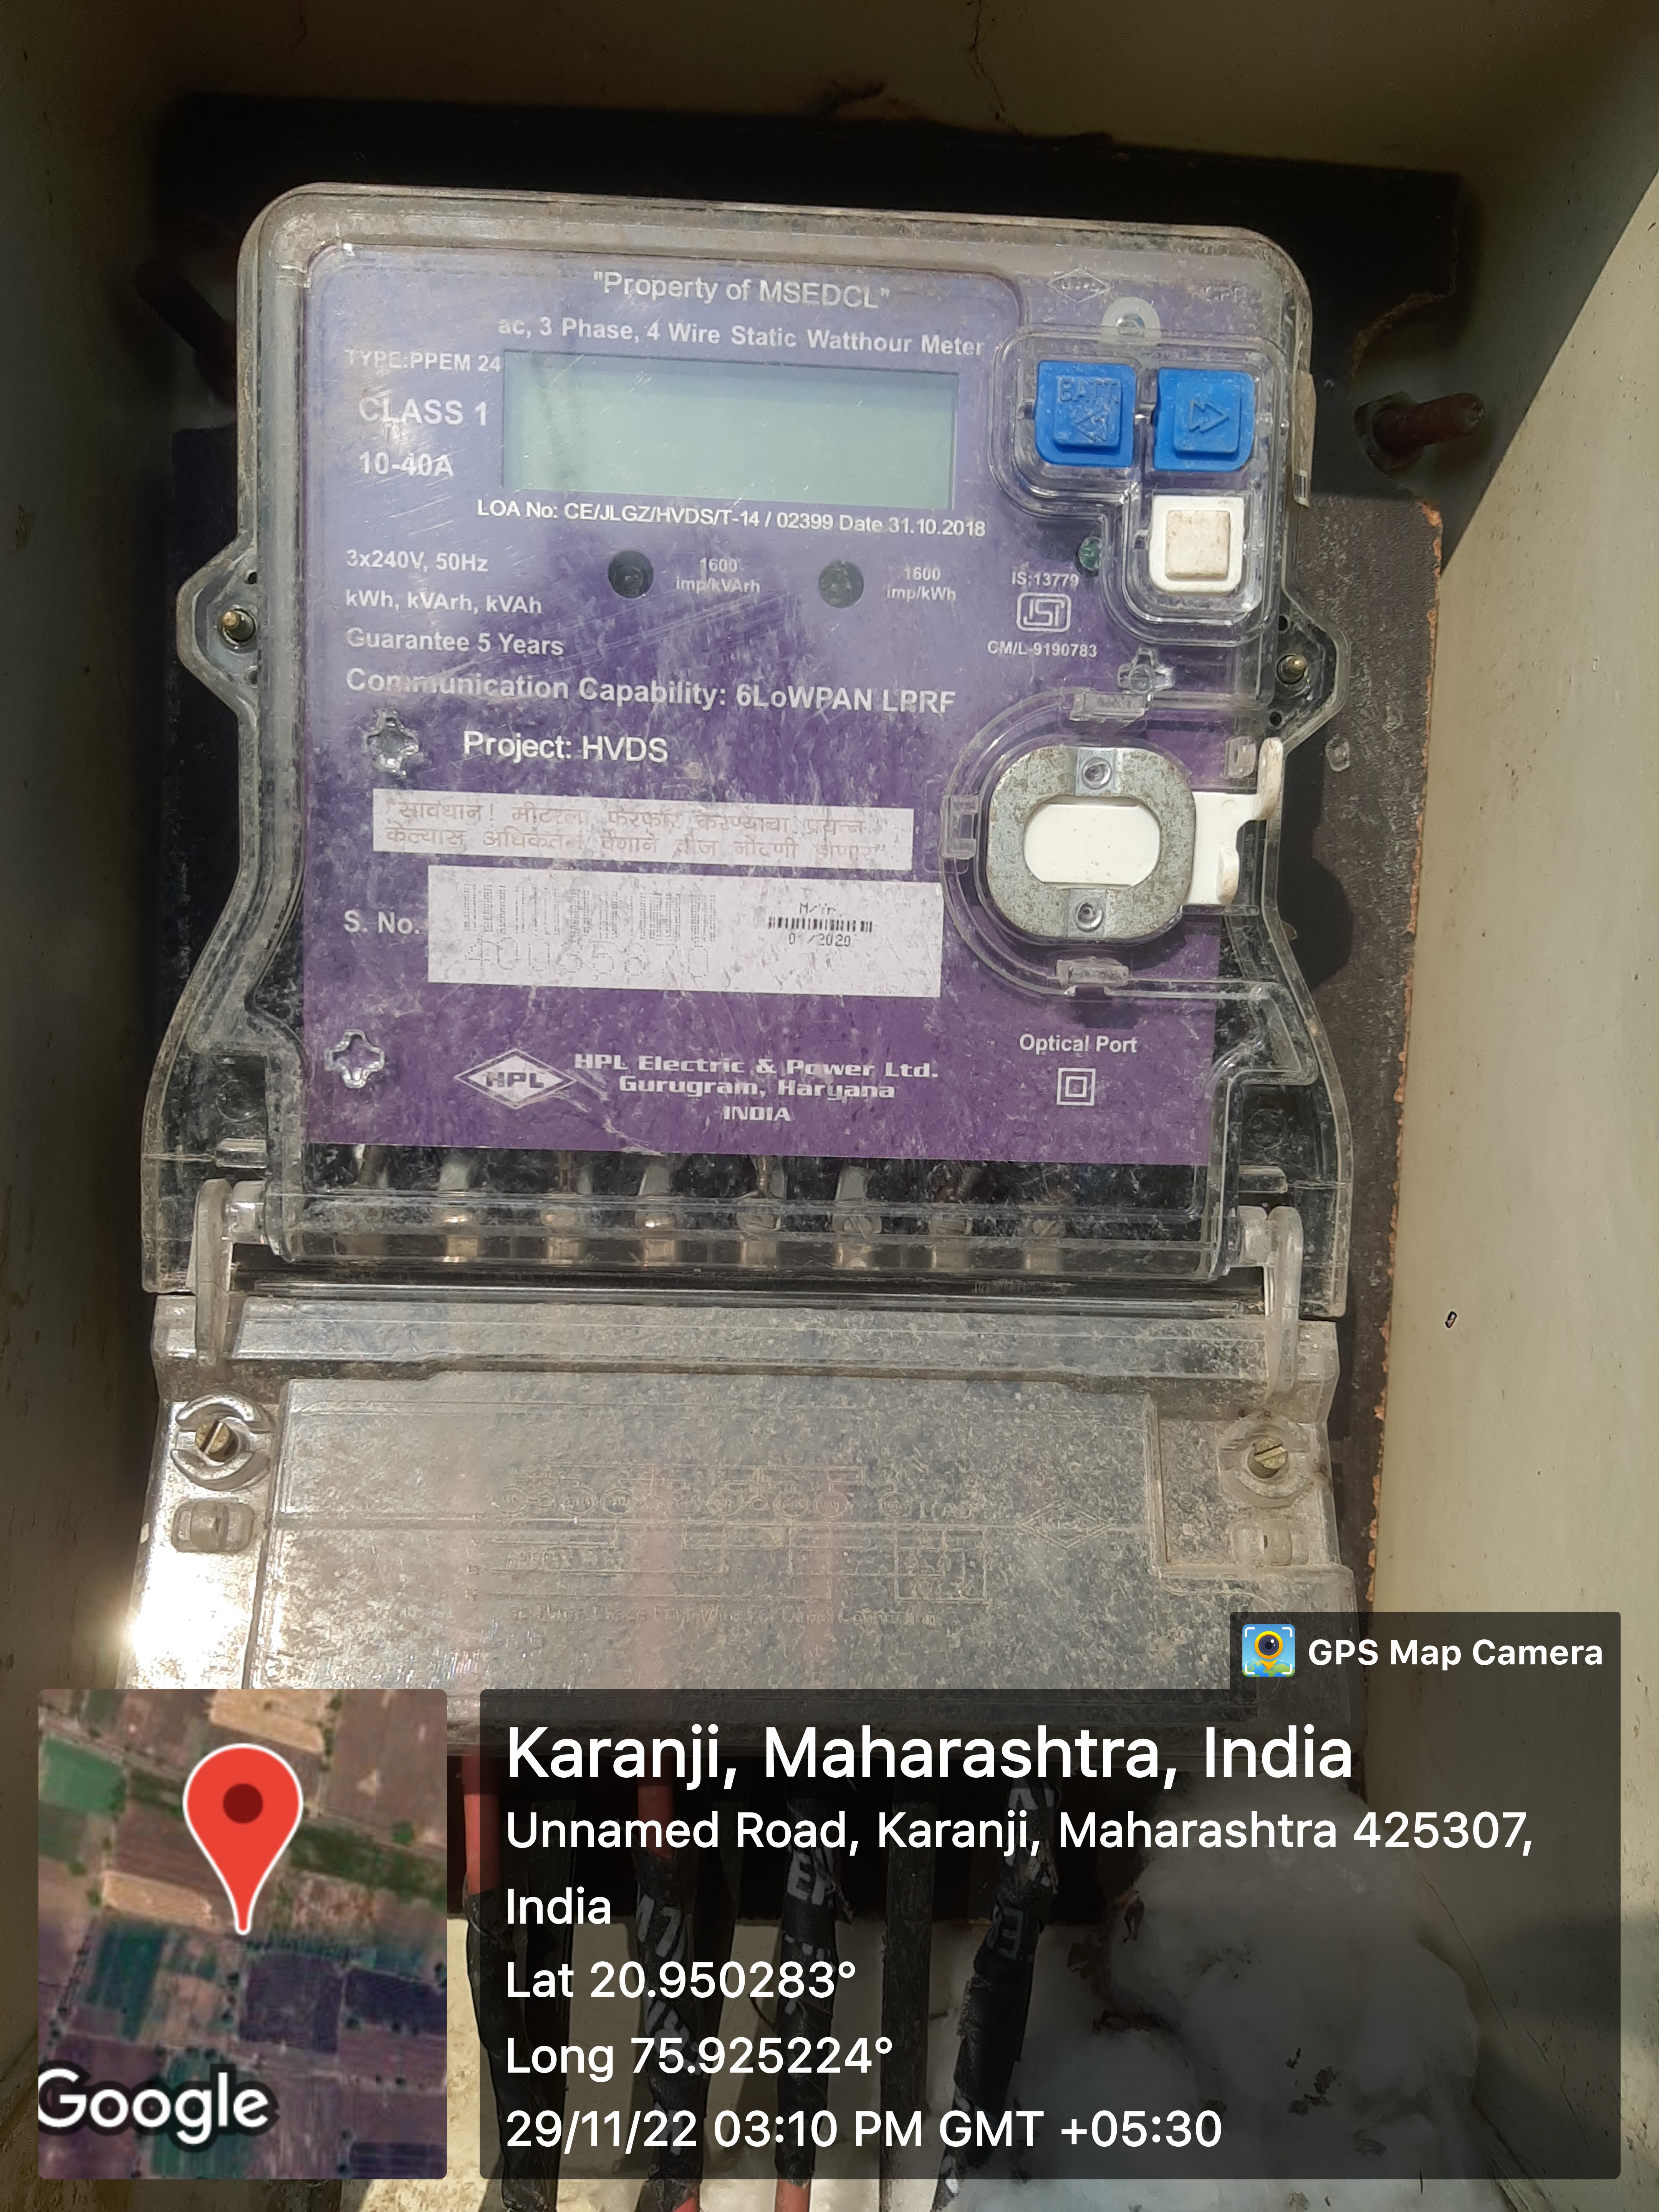 "Property of MSEDCL"
ac, 3 Phase, 4 Wire Static Watthour Meter
TYPE:PPEM 24
CLASS 1
10-40A
BATT.
LOA No: CE/JLGZ/HVDS/T-14 / 02399 Date 31.10.2018
3x240V, 50Hz
1600
imp/kVArh
1600
imp/kWh
IS:13779
kWh, kVArh, kVAh
CM/L-9190783
Guarantee 5 Years
Communication Capability: 6LoWPAN LPRF
Project: HVDS
"सावधान! मीटरला फेरफार करण्याचा प्रयत्न
केल्यास अधिकतम वेगाने वीज नोंदणी होणार"
S. No.
M/Yr.
/2020
HPL
HPL Electric & Power Ltd.
Gurugram, Haryana
INDIA
Optical Port
GPS Map Camera
Karanji, Maharashtra, India
Unnamed Road, Karanji, Maharashtra 425307,
India
Lat 20.950283°
Long 75.925224°
29/11/22 03:10 PM GMT +05:30
Google